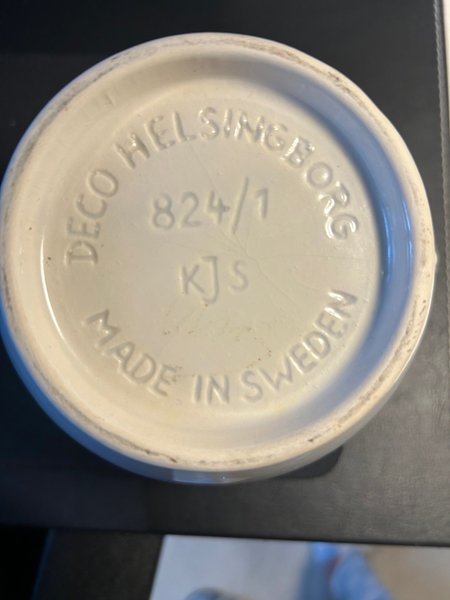 DECO HELSINGBORG
824/1
KJS
MADE IN SWEDEN